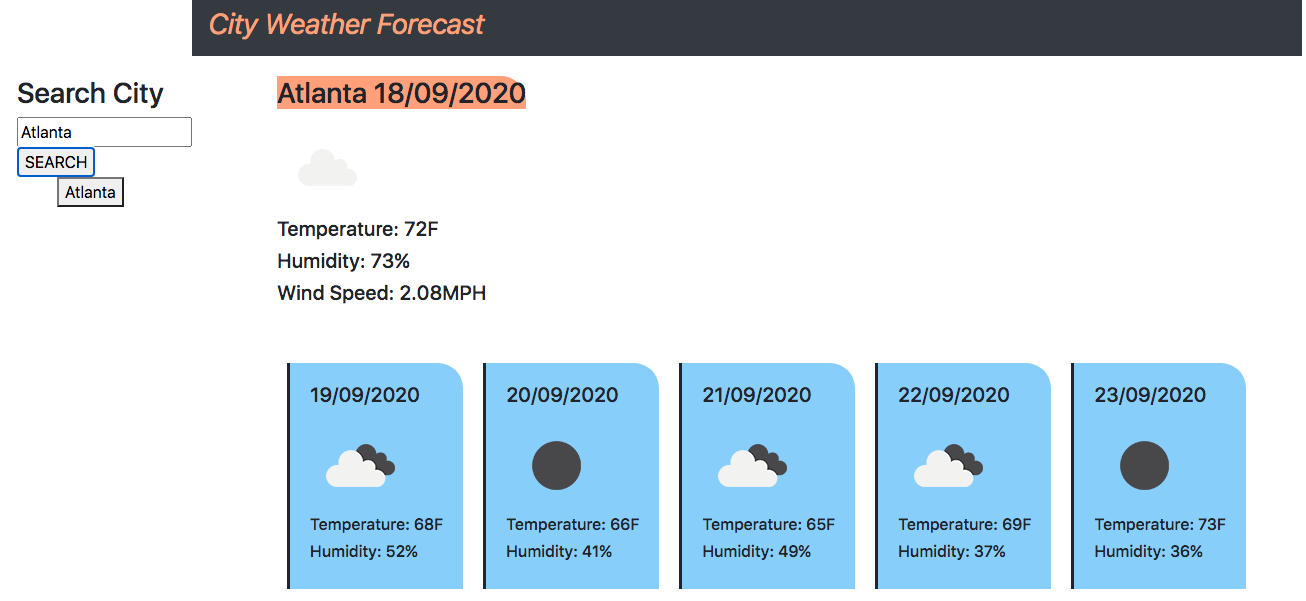 City Weather Forecast
Search City
Atlanta
SEARCH
Atlanta
Atlanta 18/09/2020
Temperature: 72F
Humidity: 73%
Wind Speed: 2.08MPH
19/09/2020
Temperature: 68F
Humidity: 52%
20/09/2020
Temperature: 66F
Humidity: 41%
21/09/2020
Temperature: 65F
Humidity: 49%
22/09/2020
Temperature: 69F
Humidity: 37%
23/09/2020
Temperature: 73F
Humidity: 36%